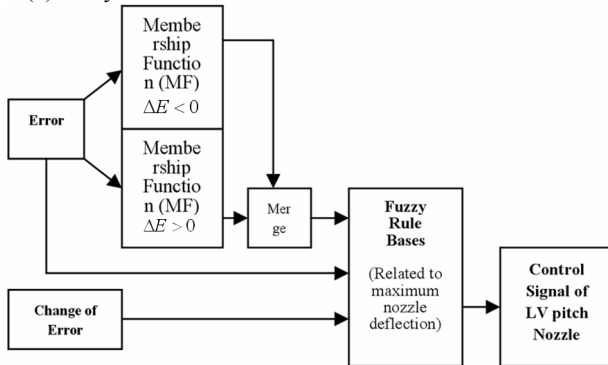 Membe
rship
Functio
n (MF)
ΔE < 0
Error
Membe
rship
Functio
n (MF)
ΔE > 0
Mer
ge
Fuzzy
Rule
Bases
(Related to
maximum
nozzle
deflection)
Change of
Error
Control
Signal of
LV pitch
Nozzle